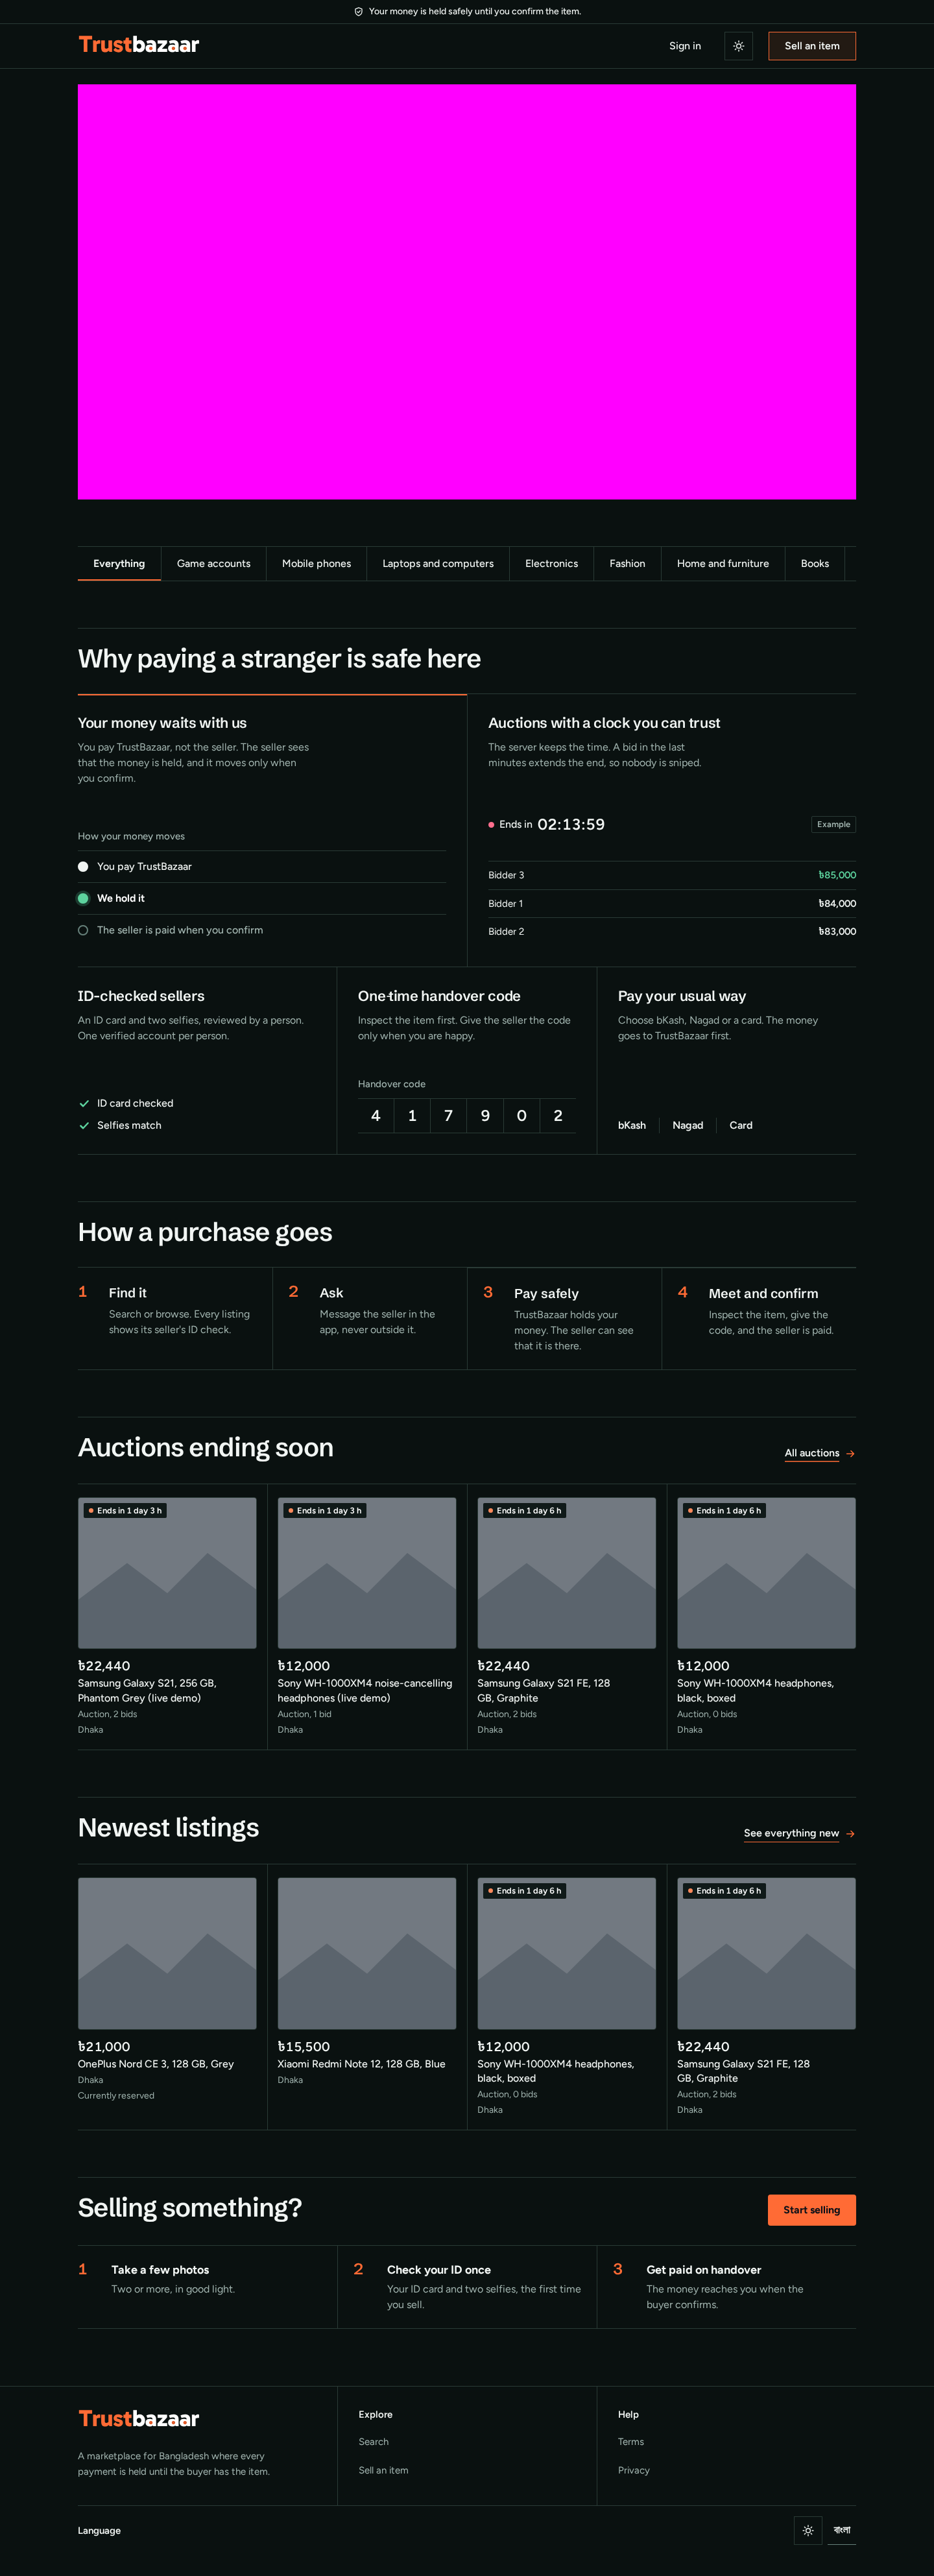 Your money is held safely until you confirm the item.
Trustbazaar
Sign in
Sell an item
Everything
Game accounts
Mobile phones
Laptops and computers
Electronics
Fashion
Home and furniture
Books
Why paying a stranger is safe here
Your money waits with us
You pay TrustBazaar, not the seller. The seller sees
that the money is held, and it moves only when
you confirm.
How your money moves
You pay TrustBazaar
We hold it
The seller is paid when you confirm
Auctions with a clock you can trust
The server keeps the time. A bid in the last
minutes extends the end, so nobody is sniped.
Ends in 02:13:59
Example
Bidder 3 ৳85,000
Bidder 1 ৳84,000
Bidder 2 ৳83,000
ID-checked sellers
An ID card and two selfies, reviewed by a person.
One verified account per person.
ID card checked
Selfies match
One-time handover code
Inspect the item first. Give the seller the code
only when you are happy.
Handover code
4 1 7 9 0 2
Pay your usual way
Choose bKash, Nagad or a card. The money
goes to TrustBazaar first.
bKash
Nagad
Card
How a purchase goes
1 Find it
Search or browse. Every listing
shows its seller's ID check.
2 Ask
Message the seller in the
app, never outside it.
3 Pay safely
TrustBazaar holds your
money. The seller can see
that it is there.
4 Meet and confirm
Inspect the item, give the
code, and the seller is paid.
Auctions ending soon
All auctions →
Ends in 1 day 3 h
৳22,440
Samsung Galaxy S21, 256 GB,
Phantom Grey (live demo)
Auction, 2 bids
Dhaka
Ends in 1 day 3 h
৳12,000
Sony WH-1000XM4 noise-cancelling
headphones (live demo)
Auction, 1 bid
Dhaka
Ends in 1 day 6 h
৳22,440
Samsung Galaxy S21 FE, 128
GB, Graphite
Auction, 2 bids
Dhaka
Ends in 1 day 6 h
৳12,000
Sony WH-1000XM4 headphones,
black, boxed
Auction, 0 bids
Dhaka
Newest listings
See everything new →
৳21,000
OnePlus Nord CE 3, 128 GB, Grey
Dhaka
Currently reserved
৳15,500
Xiaomi Redmi Note 12, 128 GB, Blue
Dhaka
Ends in 1 day 6 h
৳12,000
Sony WH-1000XM4 headphones,
black, boxed
Auction, 0 bids
Dhaka
Ends in 1 day 6 h
৳22,440
Samsung Galaxy S21 FE, 128
GB, Graphite
Auction, 2 bids
Dhaka
Selling something?
Start selling
1 Take a few photos
Two or more, in good light.
2 Check your ID once
Your ID card and two selfies, the first time
you sell.
3 Get paid on handover
The money reaches you when the
buyer confirms.
Trustbazaar
A marketplace for Bangladesh where every
payment is held until the buyer has the item.
Explore
Search
Sell an item
Help
Terms
Privacy
Language
বাংলা